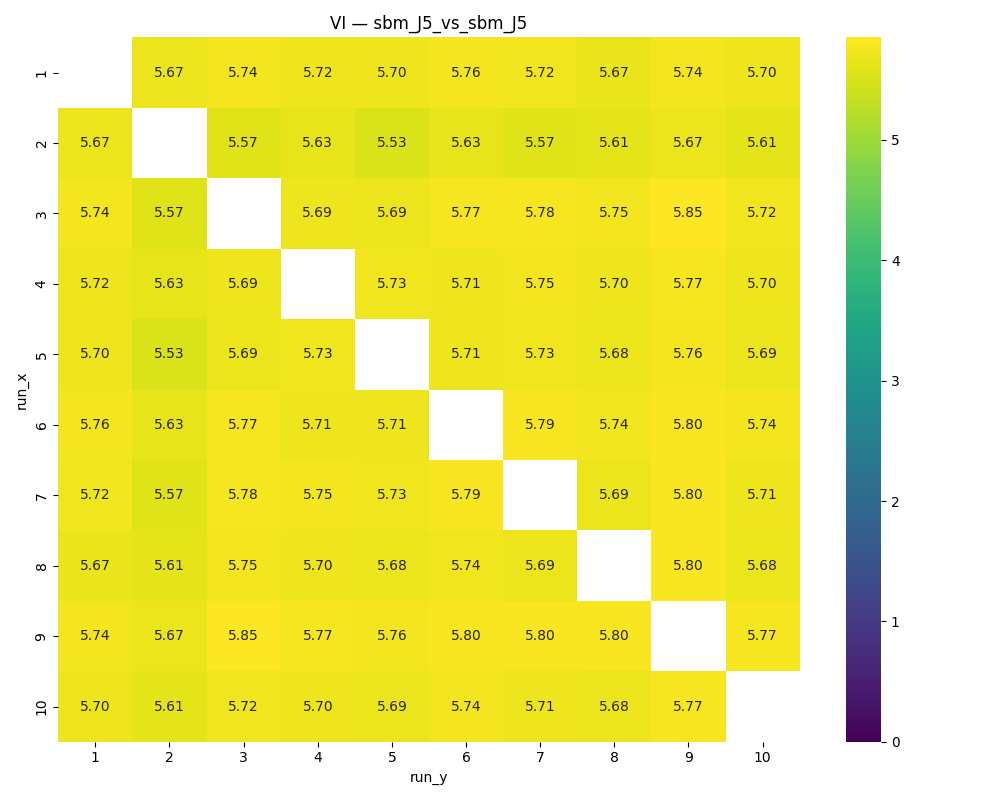 VI — sbm_J5_vs_sbm_J5
1 5.67 5.74 5.72 5.70 5.76 5.72 5.67 5.74 5.70
2 5.67 5.57 5.63 5.53 5.63 5.57 5.61 5.67 5.61
3 5.74 5.57 5.69 5.69 5.77 5.78 5.75 5.85 5.72
4 5.72 5.63 5.69 5.73 5.71 5.75 5.70 5.77 5.70
5 5.70 5.53 5.69 5.73 5.71 5.73 5.68 5.76 5.69
6 5.76 5.63 5.77 5.71 5.71 5.79 5.74 5.80 5.74
7 5.72 5.57 5.78 5.75 5.73 5.79 5.69 5.80 5.71
8 5.67 5.61 5.75 5.70 5.68 5.74 5.69 5.80 5.68
9 5.74 5.67 5.85 5.77 5.76 5.80 5.80 5.80 5.77
10 5.70 5.61 5.72 5.70 5.69 5.74 5.71 5.68 5.77
1 2 3 4 5 6 7 8 9 10
run_y
run_x
5
4
3
2
1
0